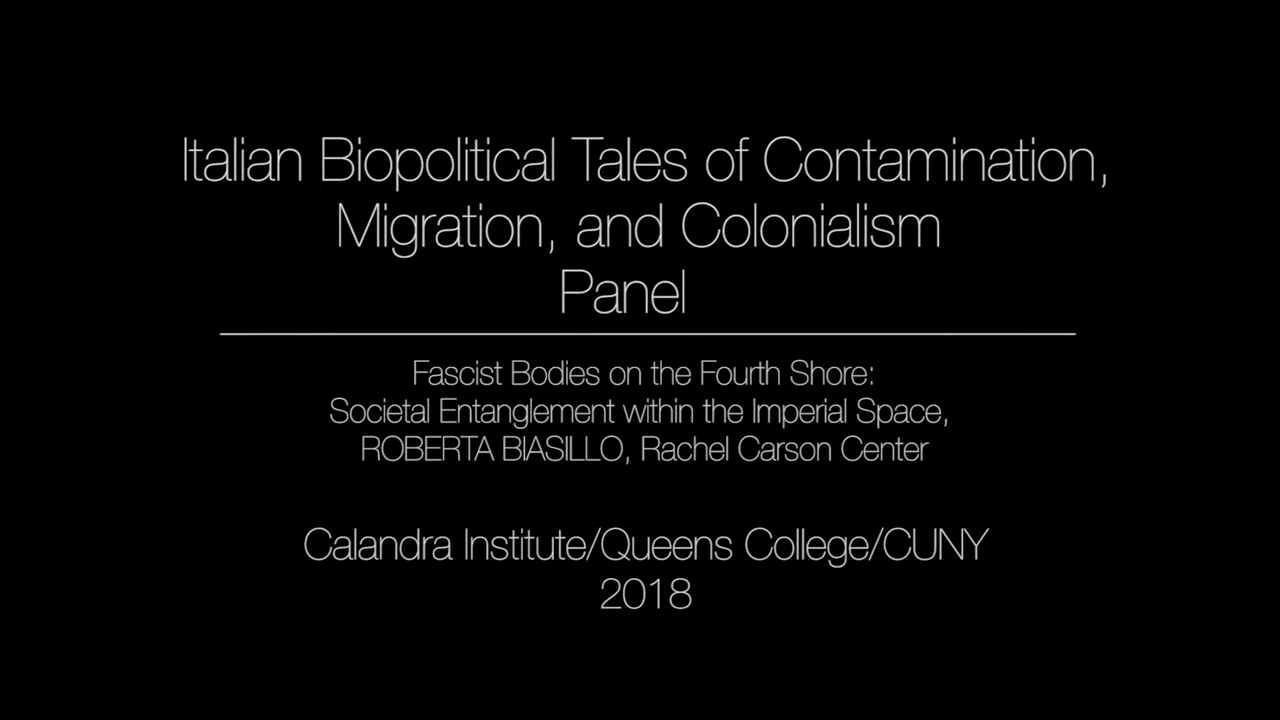 Italian Biopolitical Tales of Contamination,
Migration, and Colonialism
Panel
Fascist Bodies on the Fourth Shore:
Societal Entanglement within the Imperial Space,
ROBERTA BIASILLO, Rachel Carson Center
Calandra Institute/Queens College/CUNY
2018